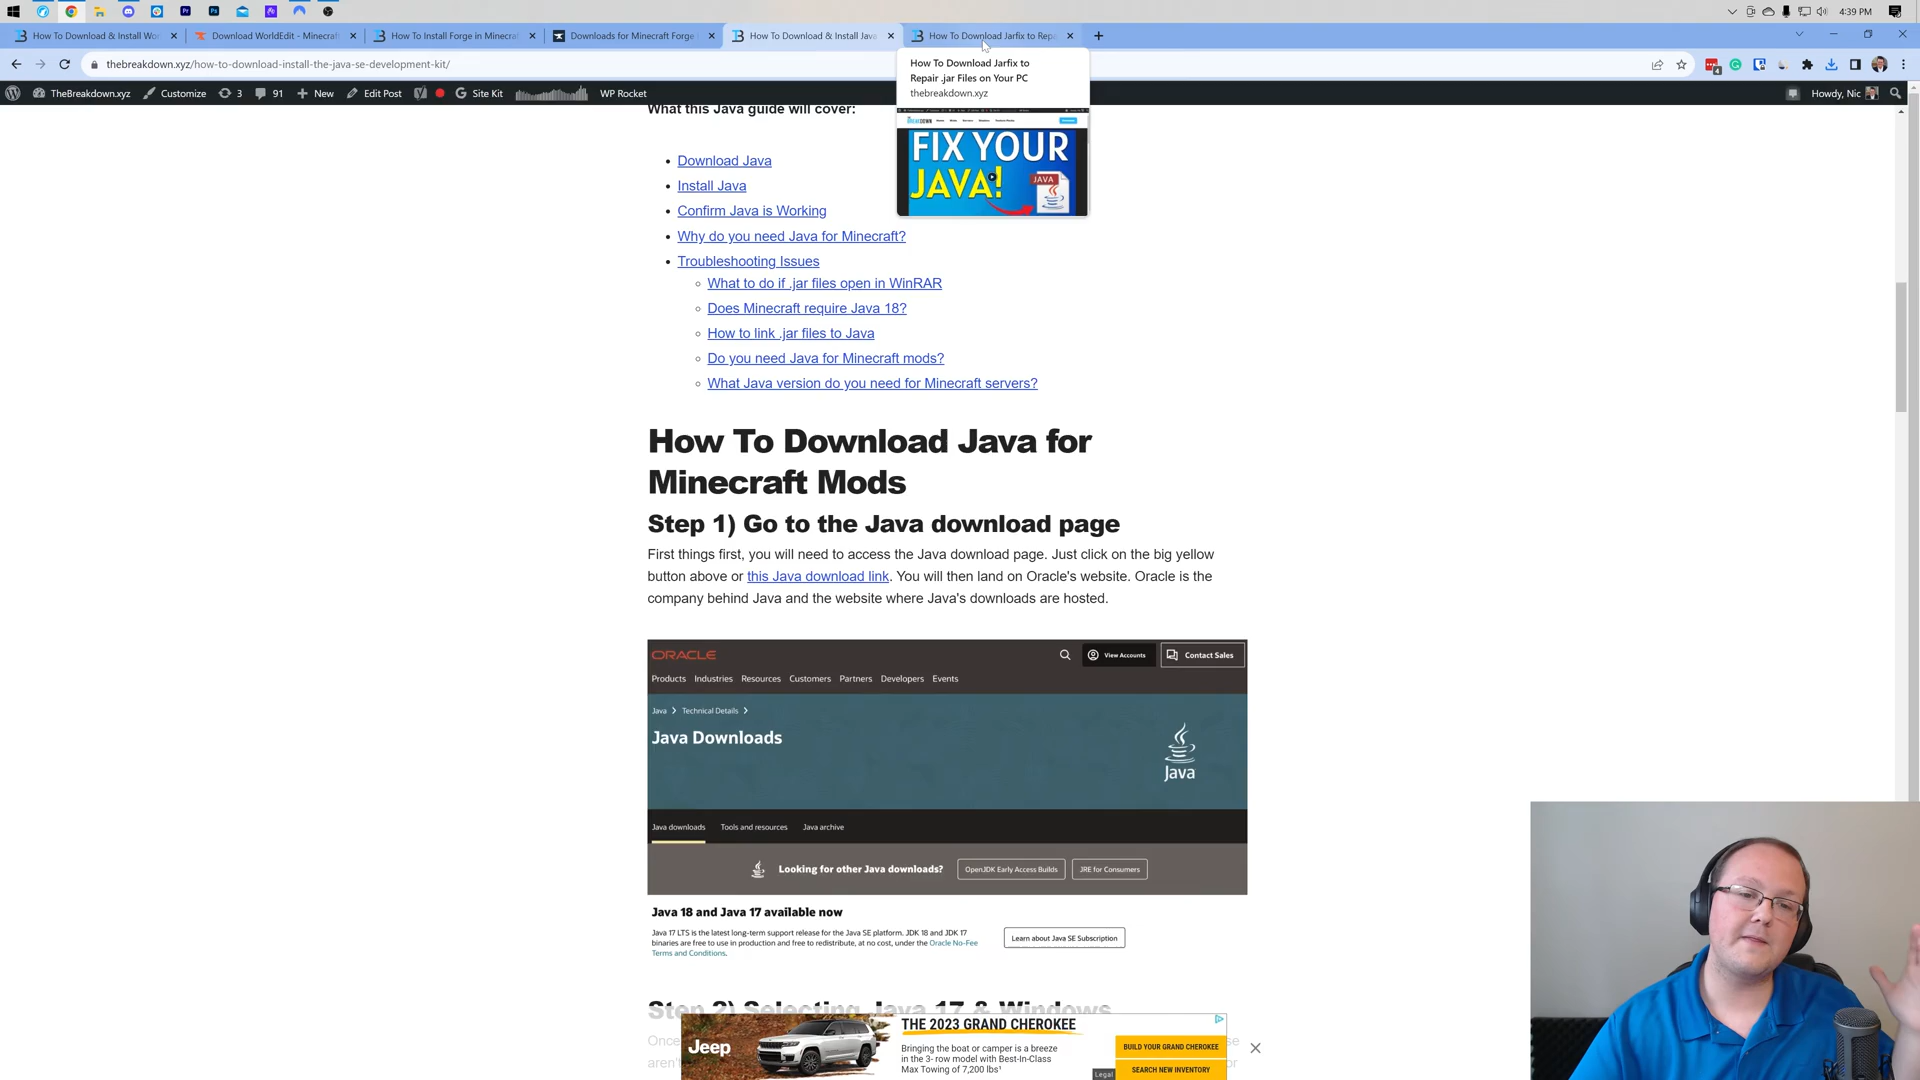 4:39 PM
How To Download & Install Wor
Download WorldEdit - Minecraft
How To Install Forge in Minecra
Downloads for Minecraft Forge
How To Download & Install Java
How To Download Jarfix to Repa
thebreakdown.xyz/how-to-download-install-the-java-se-development-kit/
TheBreakdown.xyz
Customize
3
91
New
Edit Post
Site Kit
WP Rocket
Howdy, Nic
How To Download Jarfix to
Repair .jar Files on Your PC
thebreakdown.xyz
FIX YOUR
JAVA!
JAVA
What this Java guide will cover:
Download Java
Install Java
Confirm Java is Working
Why do you need Java for Minecraft?
Troubleshooting Issues
What to do if .jar files open in WinRAR
Does Minecraft require Java 18?
How to link .jar files to Java
Do you need Java for Minecraft mods?
What Java version do you need for Minecraft servers?
How To Download Java for
Minecraft Mods
Step 1) Go to the Java download page
First things first, you will need to access the Java download page. Just click on the big yellow
button above or this Java download link. You will then land on Oracle's website. Oracle is the
company behind Java and the website where Java's downloads are hosted.
ORACLE
View Accounts
Contact Sales
Products Industries Resources Customers Partners Developers Events
Java Technical Details
Java Downloads
Java
Java downloads Tools and resources Java archive
Looking for other Java downloads?
OpenJDK Early Access Builds
JRE for Consumers
Java 18 and Java 17 available now
Java 17 LTS is the latest long-term support release for the Java SE platform. JDK 18 and JDK 17
binaries are free to use in production and free to redistribute, at no cost, under the Oracle No-Fee
Terms and Conditions.
Learn about Java SE Subscription
Step 2) Selecting Java 17 & Windows
Jeep
THE 2023 GRAND CHEROKEE
Bringing the boat or camper is a breeze
in the 3-row model with Best-In-Class
Max Towing of 7,200 lbs¹
Legal
BUILD YOUR GRAND CHEROKEE
SEARCH NEW INVENTORY